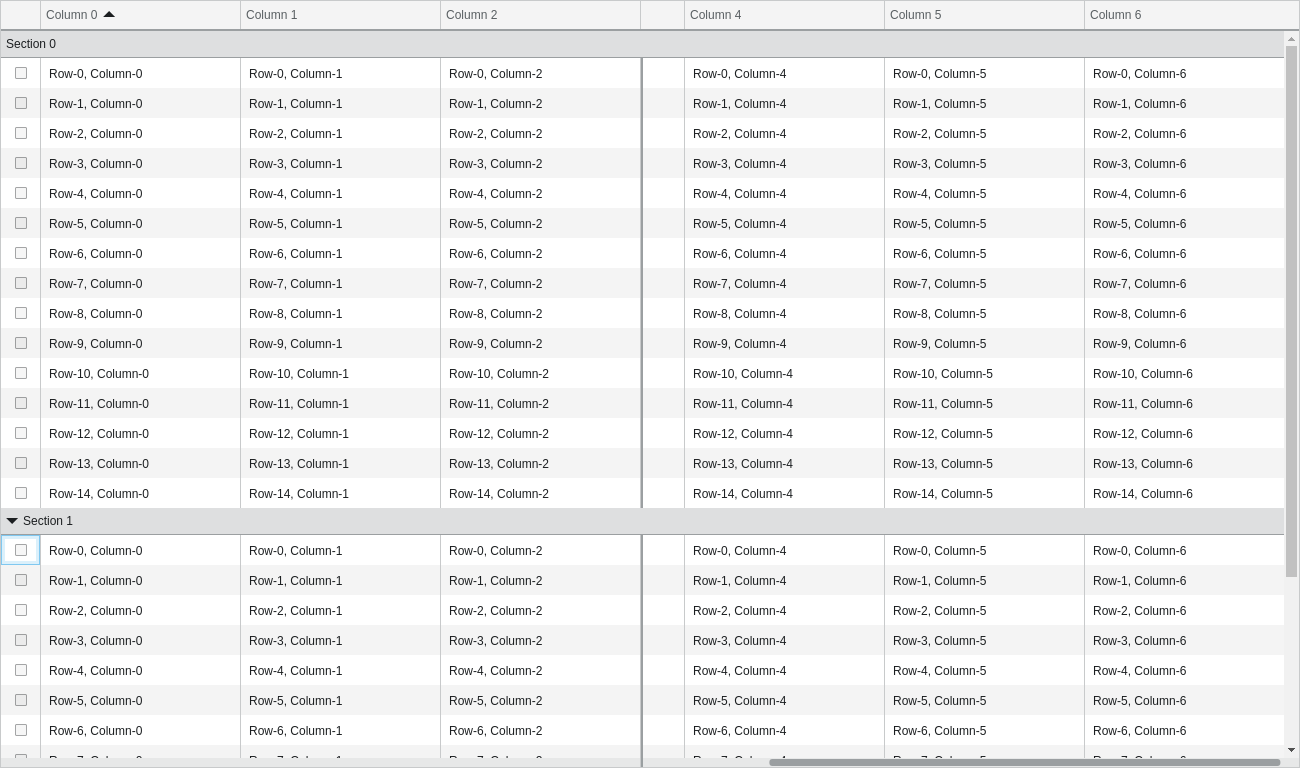 Column 0 Column 1 Column 2 Column 4 Column 5 Column 6
Section 0
Row-0, Column-0 Row-0, Column-1 Row-0, Column-2 Row-0, Column-4 Row-0, Column-5 Row-0, Column-6
Row-1, Column-0 Row-1, Column-1 Row-1, Column-2 Row-1, Column-4 Row-1, Column-5 Row-1, Column-6
Row-2, Column-0 Row-2, Column-1 Row-2, Column-2 Row-2, Column-4 Row-2, Column-5 Row-2, Column-6
Row-3, Column-0 Row-3, Column-1 Row-3, Column-2 Row-3, Column-4 Row-3, Column-5 Row-3, Column-6
Row-4, Column-0 Row-4, Column-1 Row-4, Column-2 Row-4, Column-4 Row-4, Column-5 Row-4, Column-6
Row-5, Column-0 Row-5, Column-1 Row-5, Column-2 Row-5, Column-4 Row-5, Column-5 Row-5, Column-6
Row-6, Column-0 Row-6, Column-1 Row-6, Column-2 Row-6, Column-4 Row-6, Column-5 Row-6, Column-6
Row-7, Column-0 Row-7, Column-1 Row-7, Column-2 Row-7, Column-4 Row-7, Column-5 Row-7, Column-6
Row-8, Column-0 Row-8, Column-1 Row-8, Column-2 Row-8, Column-4 Row-8, Column-5 Row-8, Column-6
Row-9, Column-0 Row-9, Column-1 Row-9, Column-2 Row-9, Column-4 Row-9, Column-5 Row-9, Column-6
Row-10, Column-0 Row-10, Column-1 Row-10, Column-2 Row-10, Column-4 Row-10, Column-5 Row-10, Column-6
Row-11, Column-0 Row-11, Column-1 Row-11, Column-2 Row-11, Column-4 Row-11, Column-5 Row-11, Column-6
Row-12, Column-0 Row-12, Column-1 Row-12, Column-2 Row-12, Column-4 Row-12, Column-5 Row-12, Column-6
Row-13, Column-0 Row-13, Column-1 Row-13, Column-2 Row-13, Column-4 Row-13, Column-5 Row-13, Column-6
Row-14, Column-0 Row-14, Column-1 Row-14, Column-2 Row-14, Column-4 Row-14, Column-5 Row-14, Column-6
Section 1
Row-0, Column-0 Row-0, Column-1 Row-0, Column-2 Row-0, Column-4 Row-0, Column-5 Row-0, Column-6
Row-1, Column-0 Row-1, Column-1 Row-1, Column-2 Row-1, Column-4 Row-1, Column-5 Row-1, Column-6
Row-2, Column-0 Row-2, Column-1 Row-2, Column-2 Row-2, Column-4 Row-2, Column-5 Row-2, Column-6
Row-3, Column-0 Row-3, Column-1 Row-3, Column-2 Row-3, Column-4 Row-3, Column-5 Row-3, Column-6
Row-4, Column-0 Row-4, Column-1 Row-4, Column-2 Row-4, Column-4 Row-4, Column-5 Row-4, Column-6
Row-5, Column-0 Row-5, Column-1 Row-5, Column-2 Row-5, Column-4 Row-5, Column-5 Row-5, Column-6
Row-6, Column-0 Row-6, Column-1 Row-6, Column-2 Row-6, Column-4 Row-6, Column-5 Row-6, Column-6